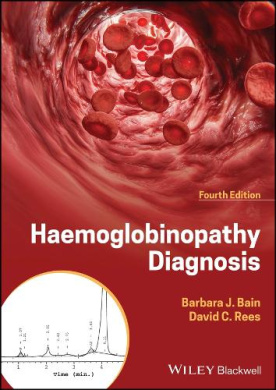 Fourth Edition
Haemoglobinopathy
Diagnosis
Barbara J. Bain
David C. Rees
Time (min.)
WILEY Blackwell